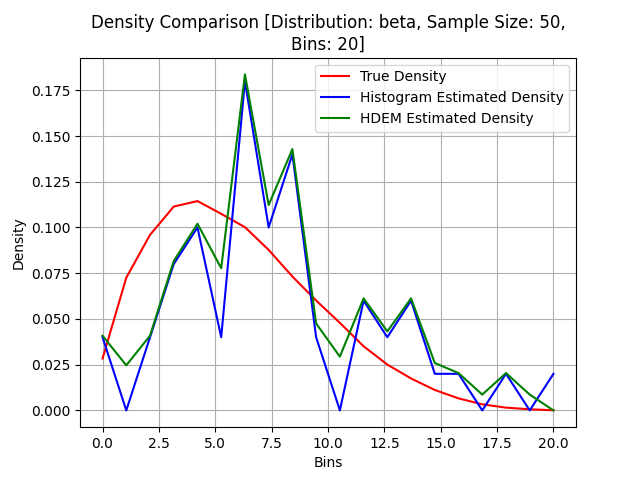 Density Comparison [Distribution: beta, Sample Size: 50,
Bins: 20]
True Density
Histogram Estimated Density
HDEM Estimated Density
Density
0.175
0.150
0.125
0.100
0.075
0.050
0.025
0.000
0.0 2.5 5.0 7.5 10.0 12.5 15.0 17.5 20.0
Bins